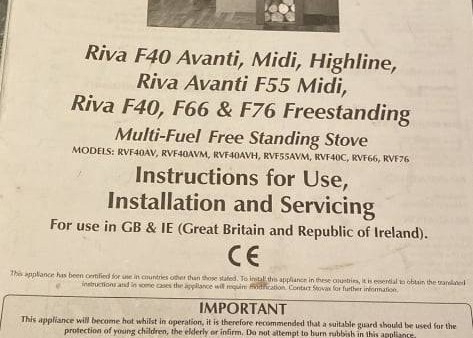 Riva F40 Avanti, Midi, Highline,
Riva Avanti F55 Midi,
Riva F40, F66 & F76 Freestanding
Multi-Fuel Free Standing Stove
MODELS: RVF40AV, RVF40AVM, RVF40AVH, RVF55AVM, RVF40C, RVF66, RVF76
Instructions for Use,
Installation and Servicing
For use in GB & IE (Great Britain and Republic of Ireland).
CE
This appliance has been certified for use in countries other than those stated. To install this appliance in these countries, it is essential to obtain the translated
instructions and in some cases the appliance will require modification. Contact Stovax for further information.
IMPORTANT
This appliance will become hot whilst in operation, it is therefore recommended that a suitable guard should be used for the
protection of young children, the elderly or infirm. Do not attempt to burn rubbish in this appliance.